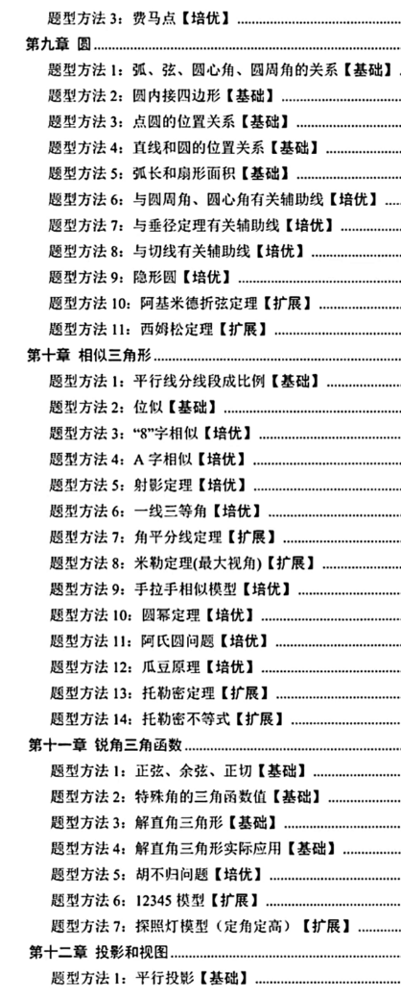 题型方法 3：费马点【培优】
第九章 圆
题型方法 1：弧、弦、圆心角、圆周角的关系【基础】
题型方法 2：圆内接四边形【基础】
题型方法 3：点圆的位置关系【基础】
题型方法 4：直线和圆的位置关系【基础】
题型方法 5：弧长和扇形面积【基础】
题型方法 6：与圆周角、圆心角有关辅助线【培优】
题型方法 7：与垂径定理有关辅助线【培优】
题型方法 8：与切线有关辅助线【培优】
题型方法 9：隐形圆【培优】
题型方法 10：阿基米德折弦定理【扩展】
题型方法 11：西姆松定理【扩展】
第十章 相似三角形
题型方法 1：平行线分线段成比例【基础】
题型方法 2：位似【基础】
题型方法 3：“8”字相似【培优】
题型方法 4：A 字相似【培优】
题型方法 5：射影定理【培优】
题型方法 6：一线三等角【培优】
题型方法 7：角平分线定理【扩展】
题型方法 8：米勒定理(最大视角)【扩展】
题型方法 9：手拉手相似模型【培优】
题型方法 10：圆幂定理【培优】
题型方法 11：阿氏圆问题【培优】
题型方法 12：瓜豆原理【培优】
题型方法 13：托勒密定理【扩展】
题型方法 14：托勒密不等式【扩展】
第十一章 锐角三角函数
题型方法 1：正弦、余弦、正切【基础】
题型方法 2：特殊角的三角函数值【基础】
题型方法 3：解直角三角形【基础】
题型方法 4：解直角三角形实际应用【基础】
题型方法 5：胡不归问题【培优】
题型方法 6：12345 模型【扩展】
题型方法 7：探照灯模型（定角定高）【扩展】
第十二章 投影和视图
题型方法 1：平行投影【基础】